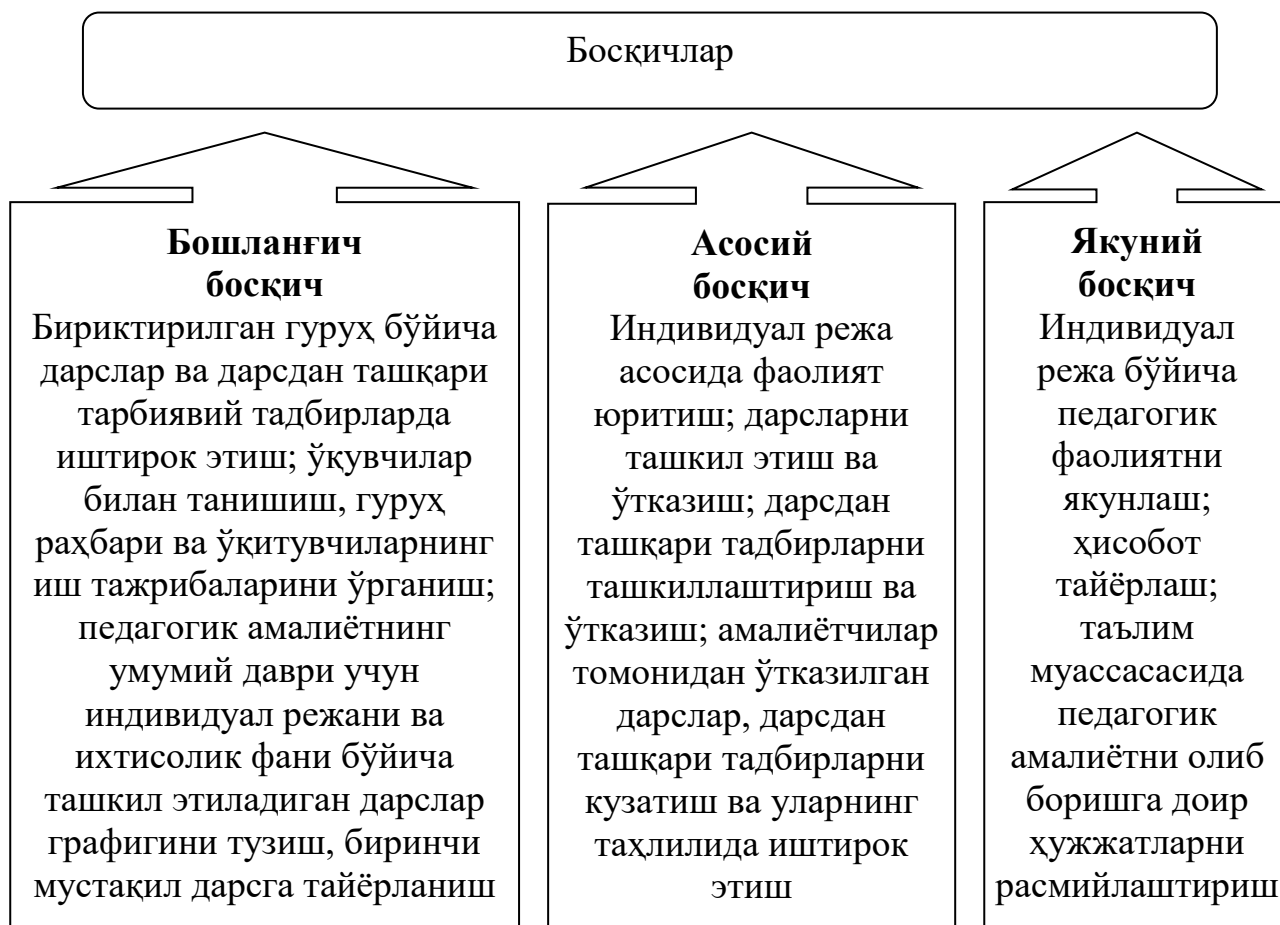 Босқичлар
Бошланғич
босқич
Бириктирилган гуруҳ бўйича
дарслар ва дарсдан ташқари
тарбиявий тадбирларда
иштирок этиш; ўқувчилар
билан танишиш, гуруҳ
раҳбари ва ўқитувчиларнинг
иш тажрибаларини ўрганиш;
педагогик амалиётнинг
умумий даври учун
индивидуал режани ва
ихтисолик фани бўйича
ташкил этиладиган дарслар
графигини тузиш, биринчи
мустақил дарсга тайёрланиш
Асосий
босқич
Индивидуал режа
асосида фаолият
юритиш; дарсларни
ташкил этиш ва
ўтказиш; дарсдан
ташқари тадбирларни
ташкиллаштириш ва
ўтказиш; амалиётчилар
томонидан ўтказилган
дарслар, дарсдан
ташқари тадбирларни
кузатиш ва уларнинг
таҳлилида иштирок
этиш
Якуний
босқич
Индивидуал
режа бўйича
педагогик
фаолиятни
якунлаш;
ҳисобот
тайёрлаш;
таълим
муассасасида
педагогик
амалиётни олиб
боришга доир
ҳужжатларни
расмийлаштириш